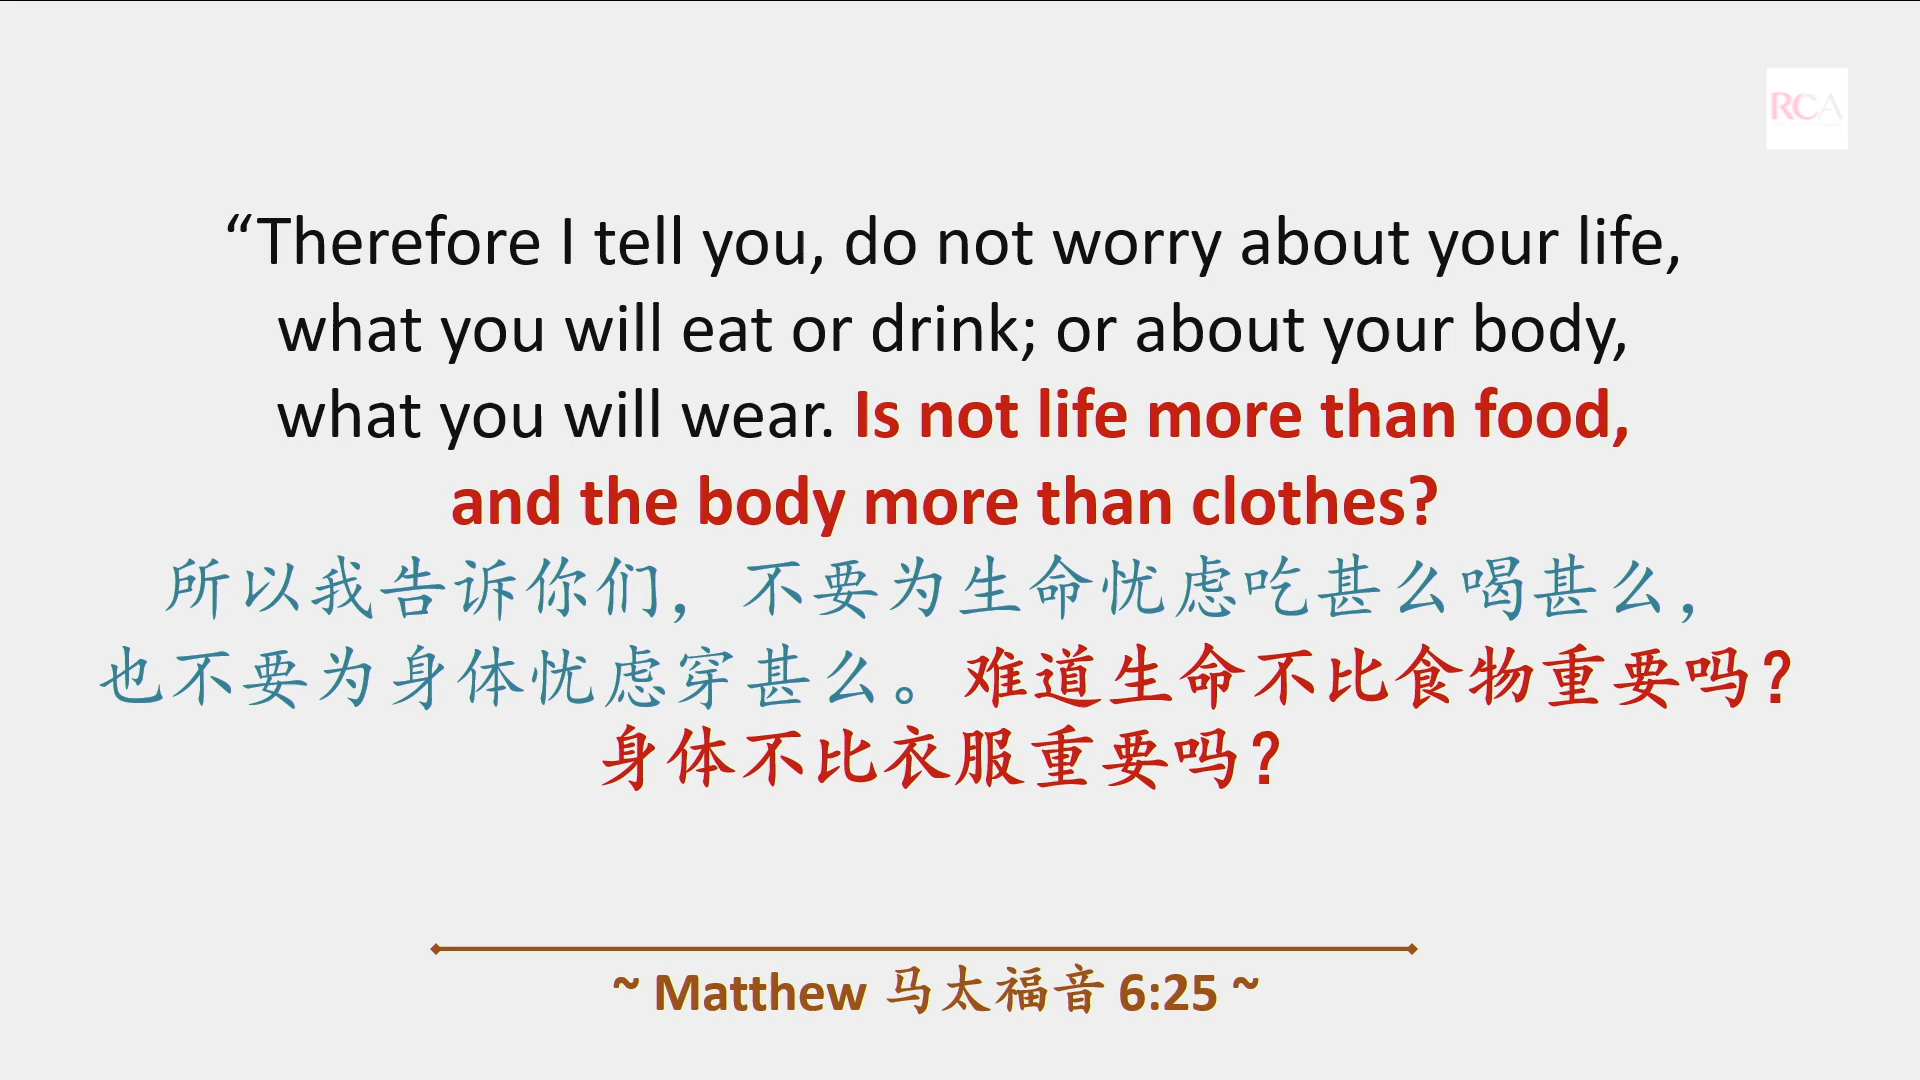 RCA
“Therefore I tell you, do not worry about your life,
what you will eat or drink; or about your body,
what you will wear. Is not life more than food,
and the body more than clothes?
所以我告诉你们，不要为生命忧虑吃甚么喝甚么，
也不要为身体忧虑穿甚么。难道生命不比食物重要吗？
身体不比衣服重要吗？
~ Matthew 马太福音 6:25 ~